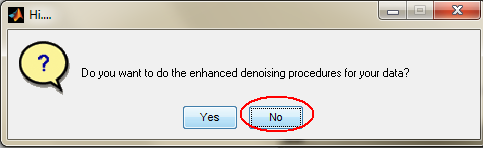 Hi....
?
Do you want to do the enhanced denoising procedures for your data?
Yes No